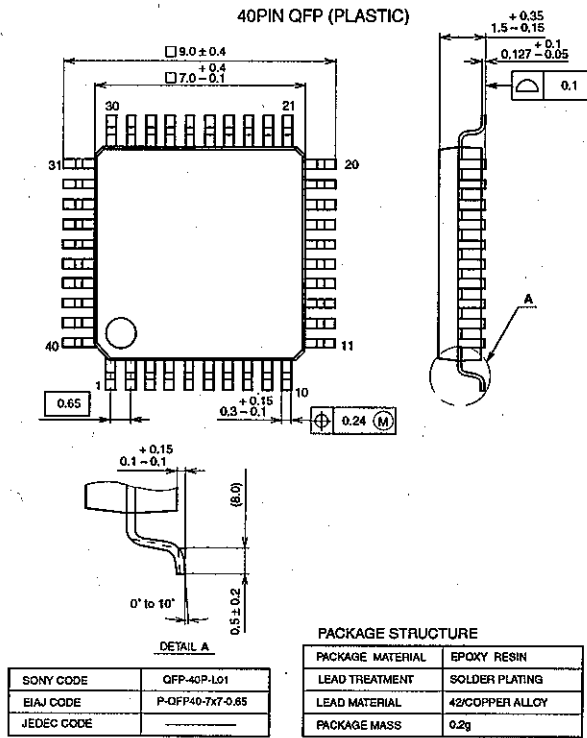 40PIN QFP (PLASTIC)
+ 0.35
1.5 – 0.15
+ 0.1
0.127 – 0.05
0.1
□ 9.0 ± 0.4
+ 0.4
□ 7.0 – 0.1
30
21
31
20
40
11
A
1
10
0.65
+ 0.15
0.3 – 0.1
0.24 Ⓜ
+ 0.15
0.1 – 0.1
(8.0)
0° to 10°
0.5 ± 0.2
DETAIL A
PACKAGE STRUCTURE
SONY CODE QFP-40P-L01
EIAJ CODE P-QFP40-7x7-0.65
JEDEC CODE
PACKAGE MATERIAL EPOXY RESIN
LEAD TREATMENT SOLDER PLATING
LEAD MATERIAL 42/COPPER ALLOY
PACKAGE MASS 0.2g